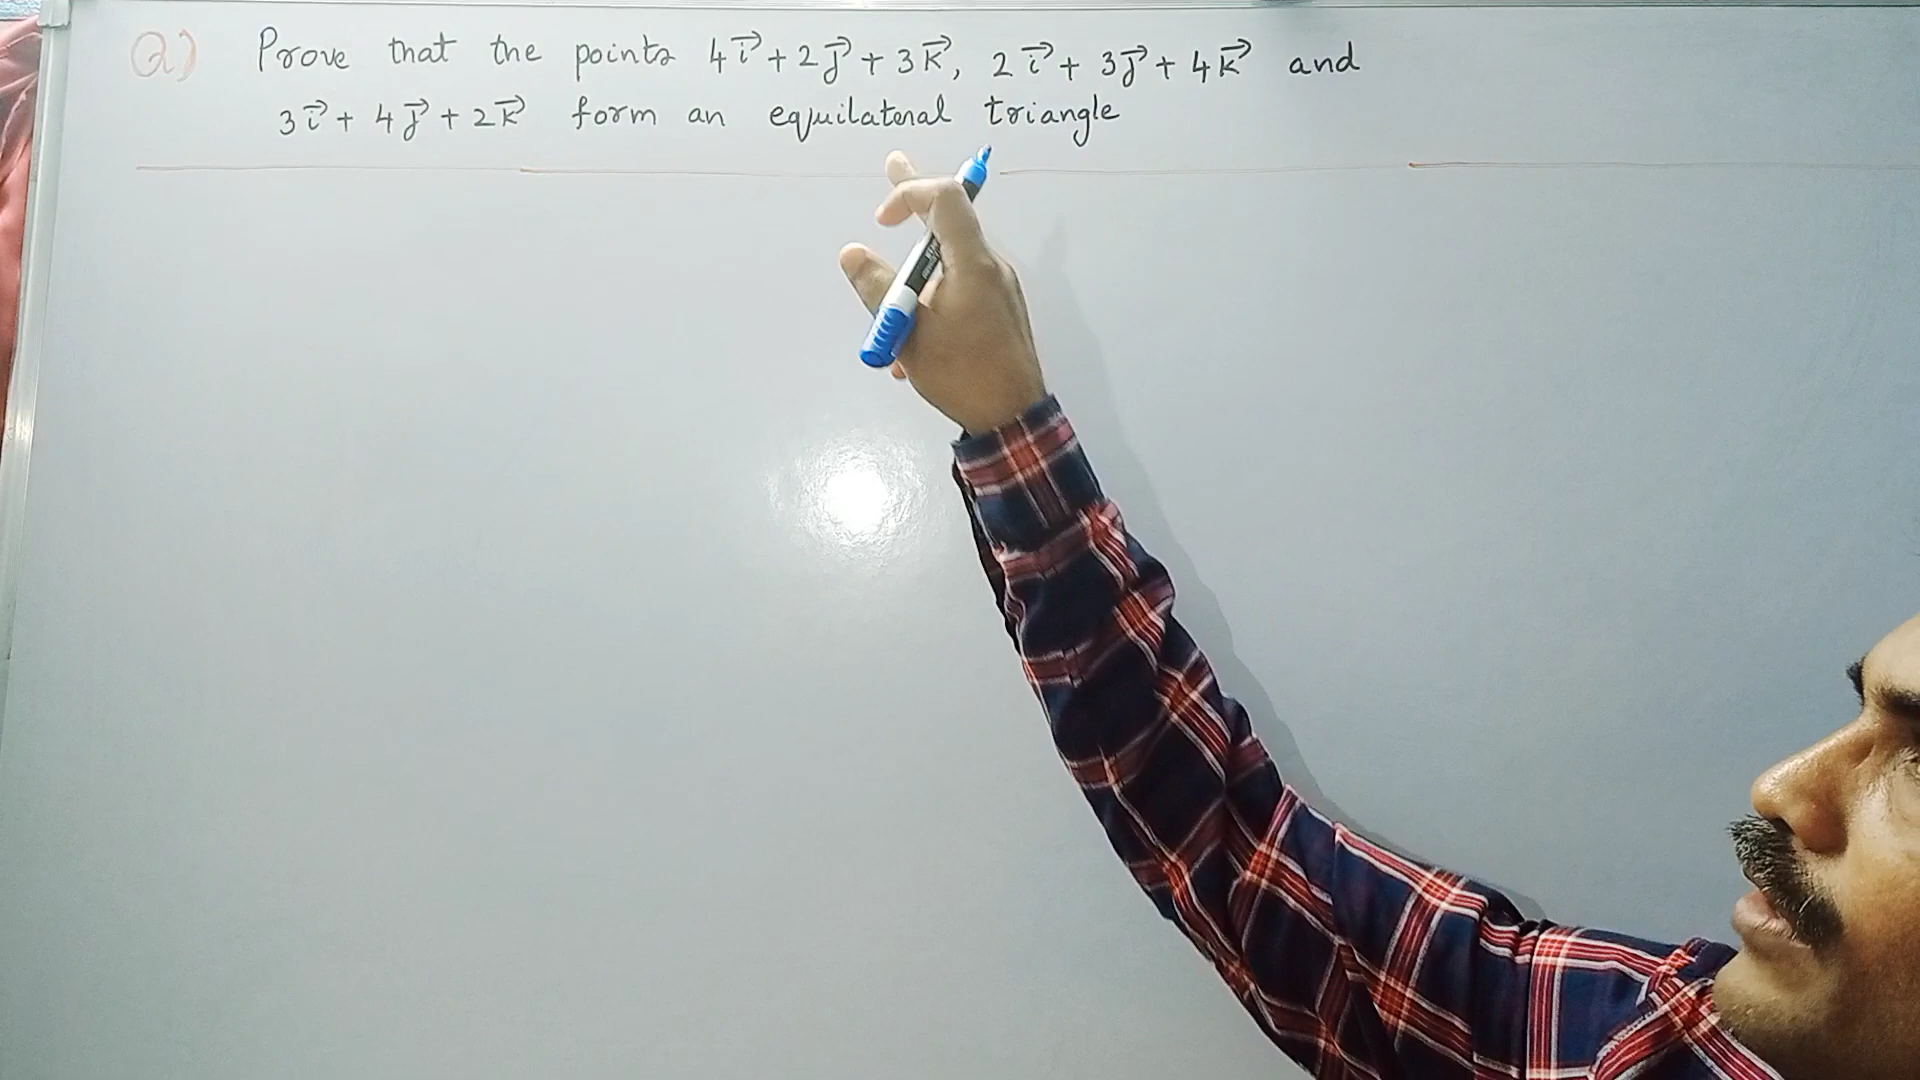 Q) Prove that the points 4i⃗ + 2j⃗ + 3k⃗, 2i⃗ + 3j⃗ + 4k⃗ and
3i⃗ + 4j⃗ + 2k⃗ form an equilateral triangle